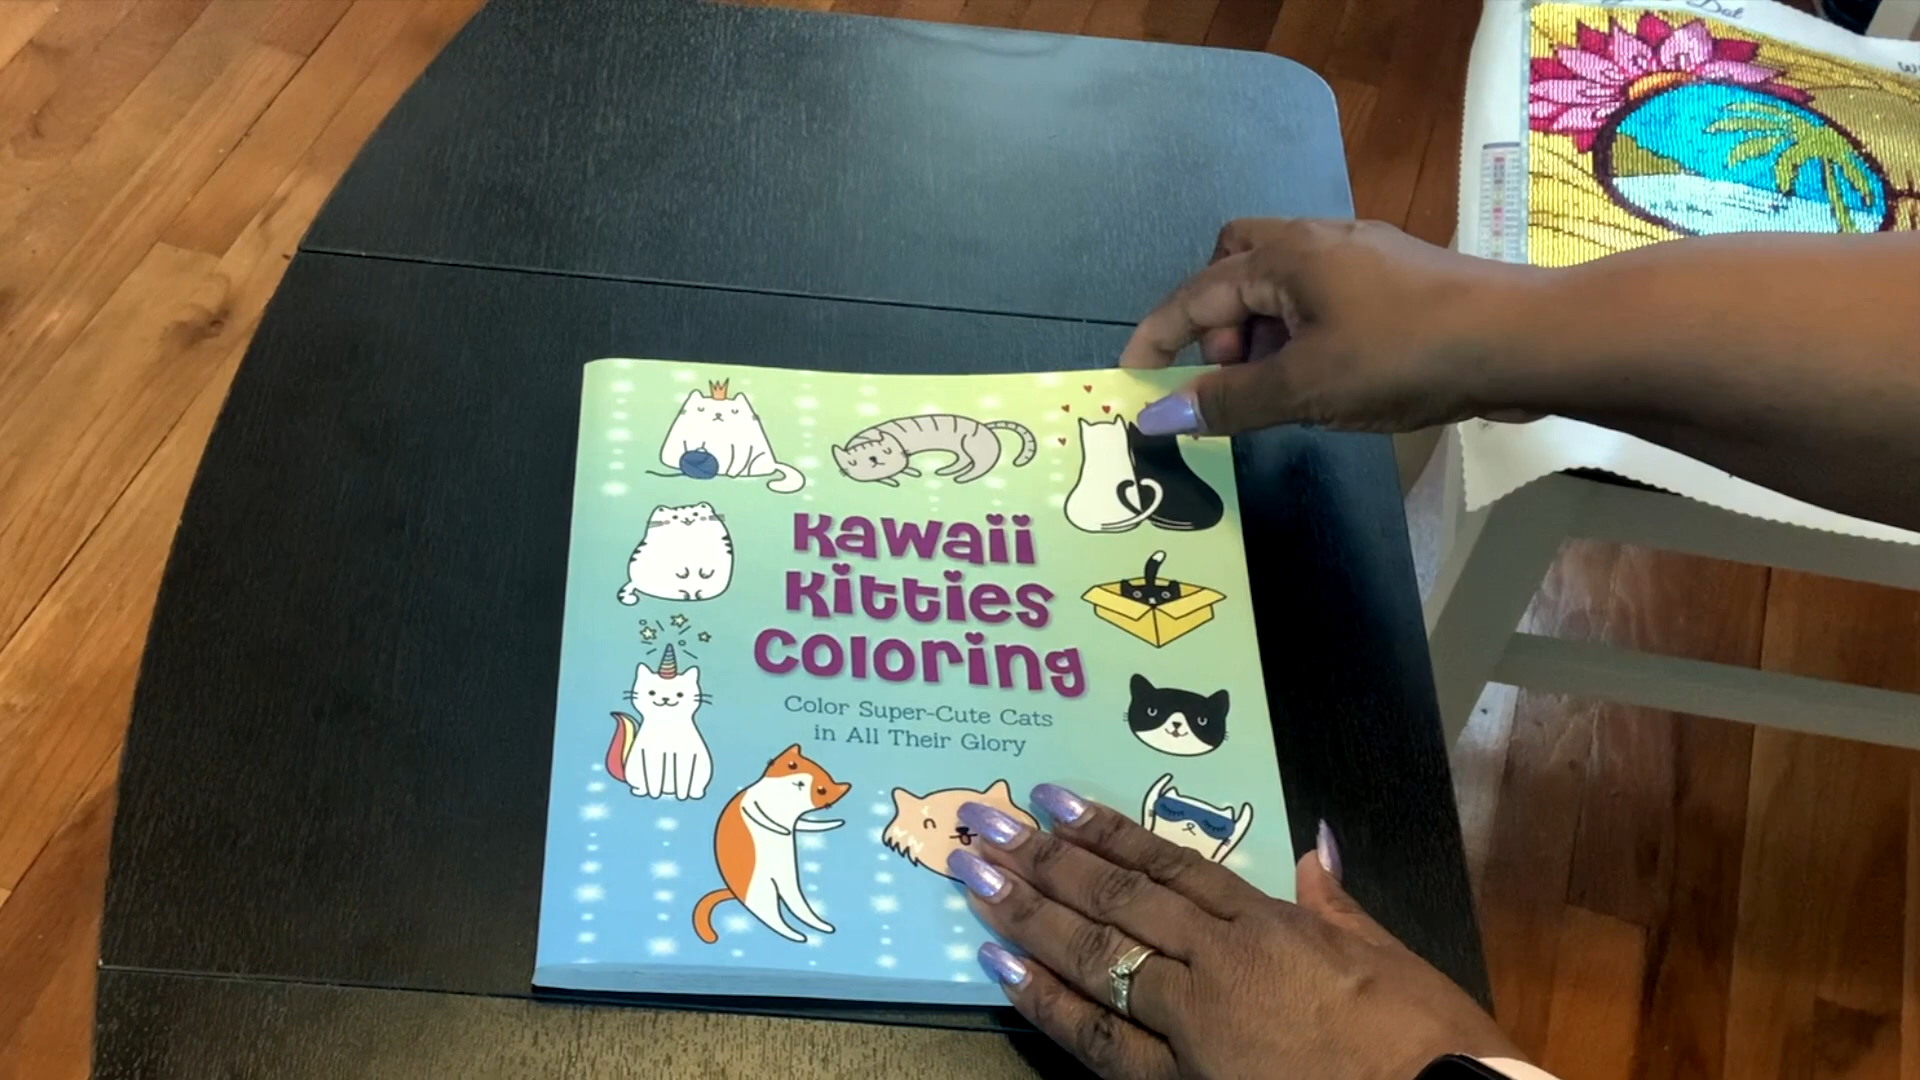 Kawaii
Kitties
Coloring
Color Super-Cute Cats
in All Their Glory